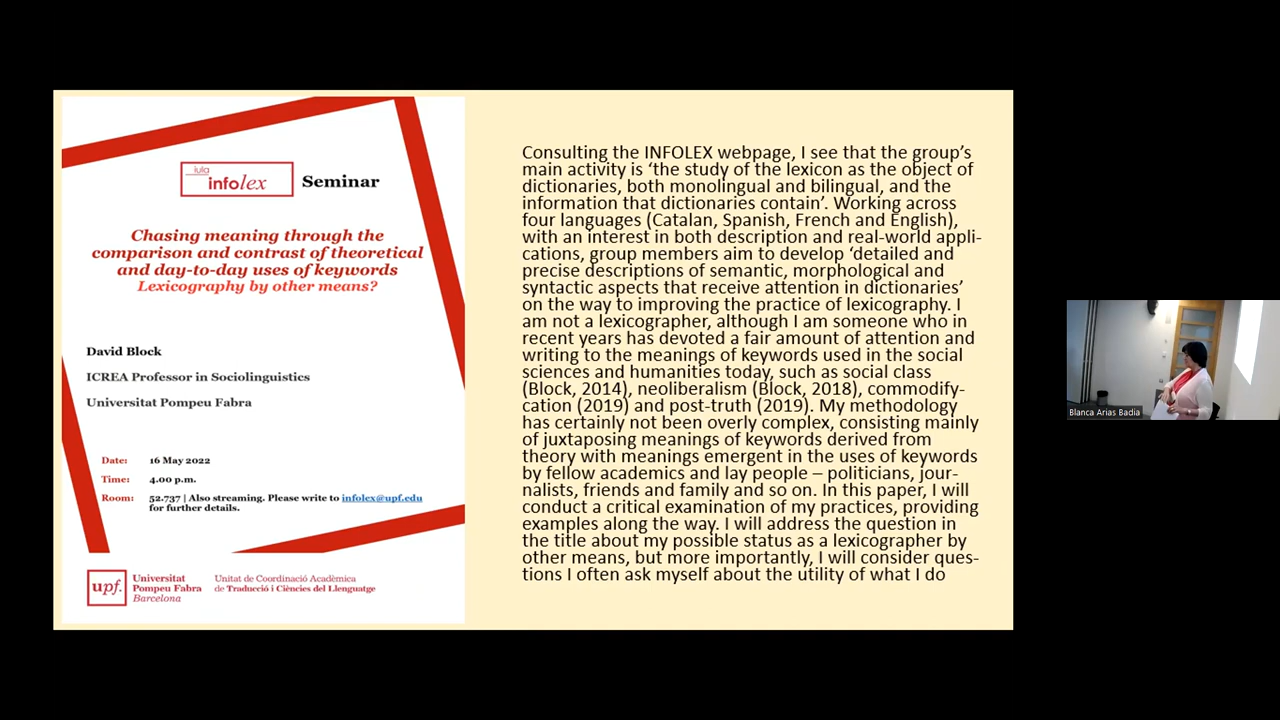 iula
infolex
Seminar
Chasing meaning through the
comparison and contrast of theoretical
and day-to-day uses of keywords
Lexicography by other means?
David Block
ICREA Professor in Sociolinguistics
Universitat Pompeu Fabra
Date: 16 May 2022
Time: 4.00 p.m.
Room: 52.737 | Also streaming. Please write to infolex@upf.edu
for further details.
upf.
Universitat
Pompeu Fabra
Barcelona
Unitat de Coordinació Acadèmica
de Traducció i Ciències del Llenguatge
Consulting the INFOLEX webpage, I see that the group's
main activity is ‘the study of the lexicon as the object of
dictionaries, both monolingual and bilingual, and the
information that dictionaries contain’. Working across
four languages (Catalan, Spanish, French and English),
with an interest in both description and real-world appli-
cations, group members aim to develop ‘detailed and
precise descriptions of semantic, morphological and
syntactic aspects that receive attention in dictionaries’
on the way to improving the practice of lexicography. I
am not a lexicographer, although I am someone who in
recent years has devoted a fair amount of attention and
writing to the meanings of keywords used in the social
sciences and humanities today, such as social class
(Block, 2014), neoliberalism (Block, 2018), commodify-
cation (2019) and post-truth (2019). My methodology
has certainly not been overly complex, consisting mainly
of juxtaposing meanings of keywords derived from
theory with meanings emergent in the uses of keywords
by fellow academics and lay people – politicians, jour-
nalists, friends and family and so on. In this paper, I will
conduct a critical examination of my practices, providing
examples along the way. I will address the question in
the title about my possible status as a lexicographer by
other means, but more importantly, I will consider ques-
tions I often ask myself about the utility of what I do
Blanca Arias Badia